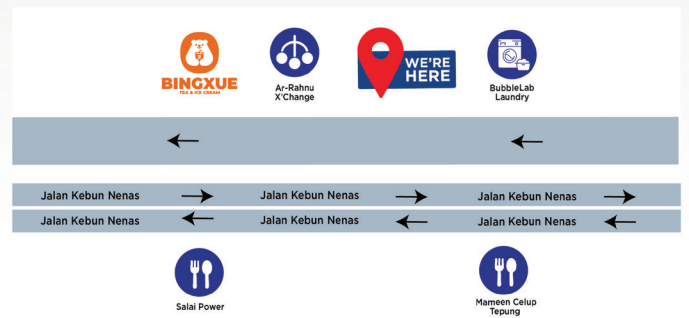 BINGXUE
TEA & ICE CREAM
Ar-Rahnu
X'Change
WE'RE
HERE
BubbleLab
Laundry
Jalan Kebun Nenas Jalan Kebun Nenas Jalan Kebun Nenas
Jalan Kebun Nenas Jalan Kebun Nenas Jalan Kebun Nenas
Salai Power
Mameen Celup
Tepung